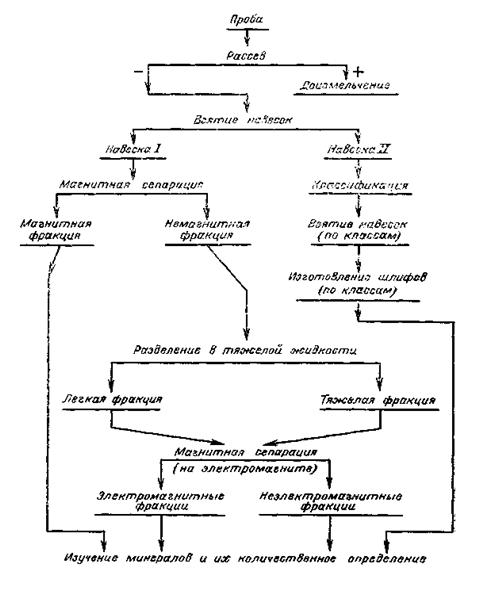 Проба
Рассев
− +
Доизмельчение
Взятие навесок
Навеска I Навеска II
Магнитная сепарация Классификация
Магнитная фракция Немагнитная фракция Взятие навесок (по классам)
Изготовление шлифов (по классам)
Разделение в тяжелой жидкости
Легкая фракция Тяжелая фракция
Магнитная сепарация
(на электромагните)
Электромагнитные фракции Неэлектромагнитные фракции
Изучение минералов и их количественное определение